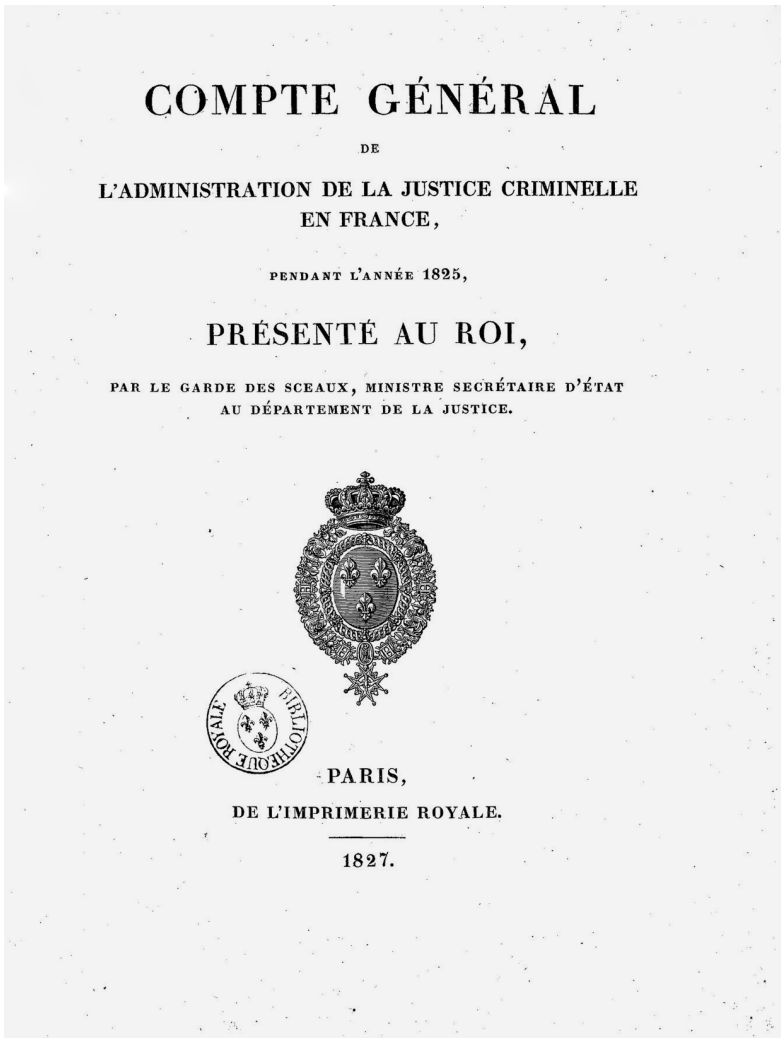 COMPTE GÉNÉRAL
DE
L'ADMINISTRATION DE LA JUSTICE CRIMINELLE
EN FRANCE,
PENDANT L'ANNÉE 1825,
PRÉSENTÉ AU ROI,
PAR LE GARDE DES SCEAUX, MINISTRE SECRÉTAIRE D'ÉTAT
AU DÉPARTEMENT DE LA JUSTICE.
BIBLIOTHEQUE ROYALE
PARIS,
DE L'IMPRIMERIE ROYALE.
1827.